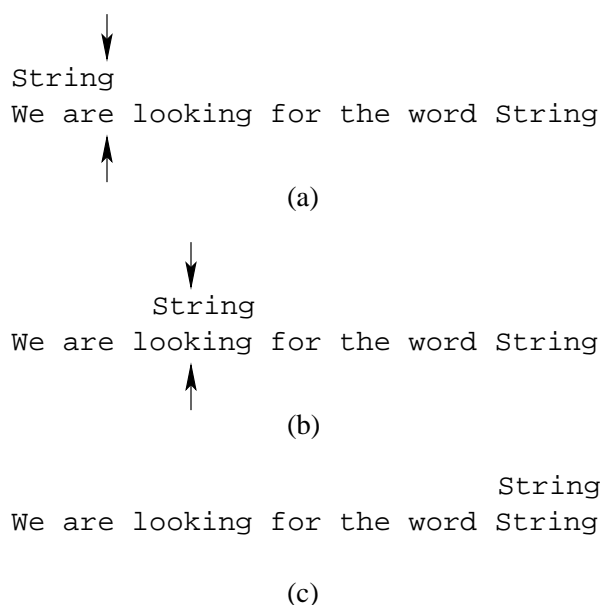 String
We are looking for the word String
(a)
String
We are looking for the word String
(b)
String
We are looking for the word String
(c)